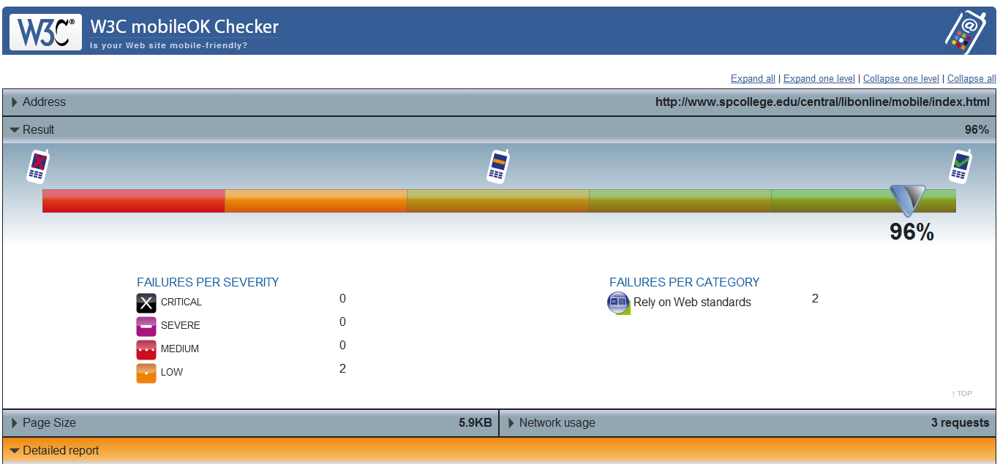 W3C® W3C mobileOK Checker
Is your Web site mobile-friendly?
Expand all | Expand one level | Collapse one level | Collapse all
Address http://www.spcollege.edu/central/libonline/mobile/index.html
Result 96%
96%
FAILURES PER SEVERITY
CRITICAL 0
SEVERE 0
MEDIUM 0
LOW 2
FAILURES PER CATEGORY
Rely on Web standards 2
↑ TOP
Page Size 5.9KB
Network usage 3 requests
Detailed report